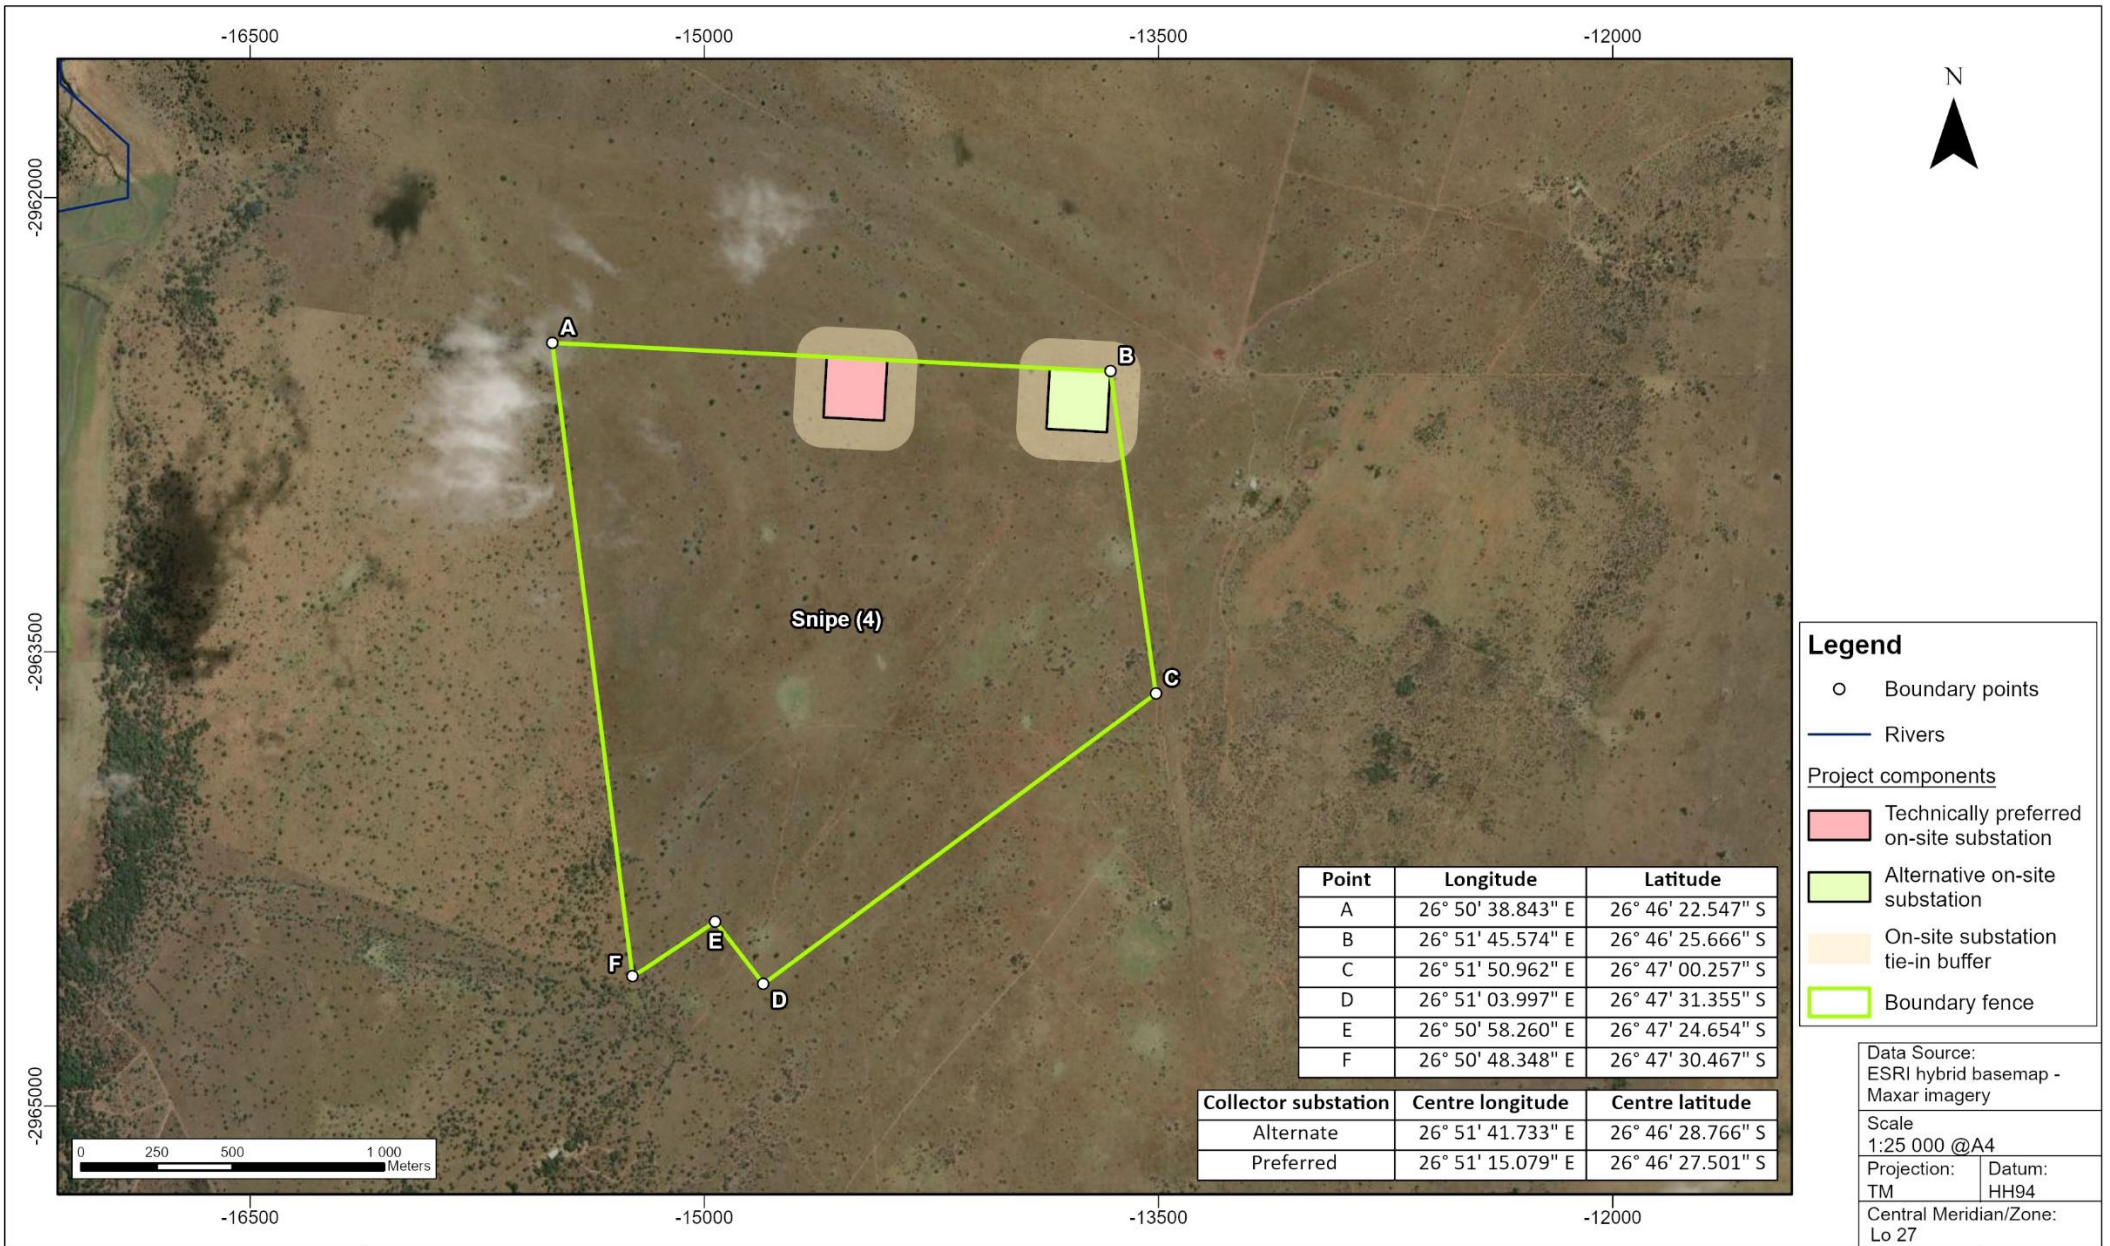 -16500 -15000 -13500 -12000
N
-2962000
-2963500
-2965000
A
B
Snipe (4)
C
E
F
D
Point Longitude Latitude
A 26° 50' 38.843" E 26° 46' 22.547" S
B 26° 51' 45.574" E 26° 46' 25.666" S
C 26° 51' 50.962" E 26° 47' 00.257" S
D 26° 51' 03.997" E 26° 47' 31.355" S
E 26° 50' 58.260" E 26° 47' 24.654" S
F 26° 50' 48.348" E 26° 47' 30.467" S
Collector substation Centre longitude Centre latitude
Alternate 26° 51' 41.733" E 26° 46' 28.766" S
Preferred 26° 51' 15.079" E 26° 46' 27.501" S
0 250 500 1 000
Meters
-16500 -15000 -13500 -12000
Legend
Boundary points
Rivers
Project components
Technically preferred
on-site substation
Alternative on-site
substation
On-site substation
tie-in buffer
Boundary fence
Data Source:
ESRI hybrid basemap -
Maxar imagery
Scale
1:25 000 @A4
Projection: Datum:
TM HH94
Central Meridian/Zone:
Lo 27